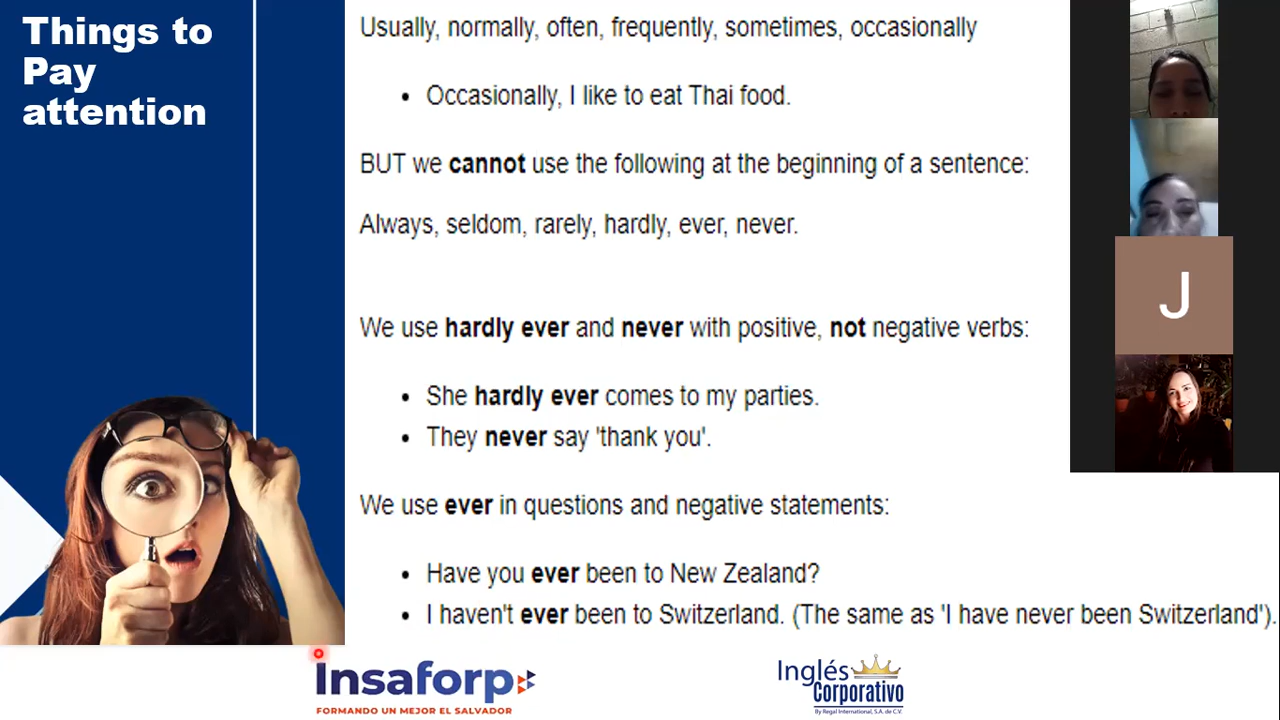 Things to
Pay
attention
Usually, normally, often, frequently, sometimes, occasionally
• Occasionally, I like to eat Thai food.
BUT we cannot use the following at the beginning of a sentence:
Always, seldom, rarely, hardly, ever, never.
We use hardly ever and never with positive, not negative verbs:
• She hardly ever comes to my parties.
• They never say 'thank you'.
We use ever in questions and negative statements:
• Have you ever been to New Zealand?
• I haven't ever been to Switzerland. (The same as 'I have never been Switzerland').
J
insaforp
FORMANDO UN MEJOR EL SALVADOR
Inglés
Corporativo
By Regal International, S.A. de C.V.